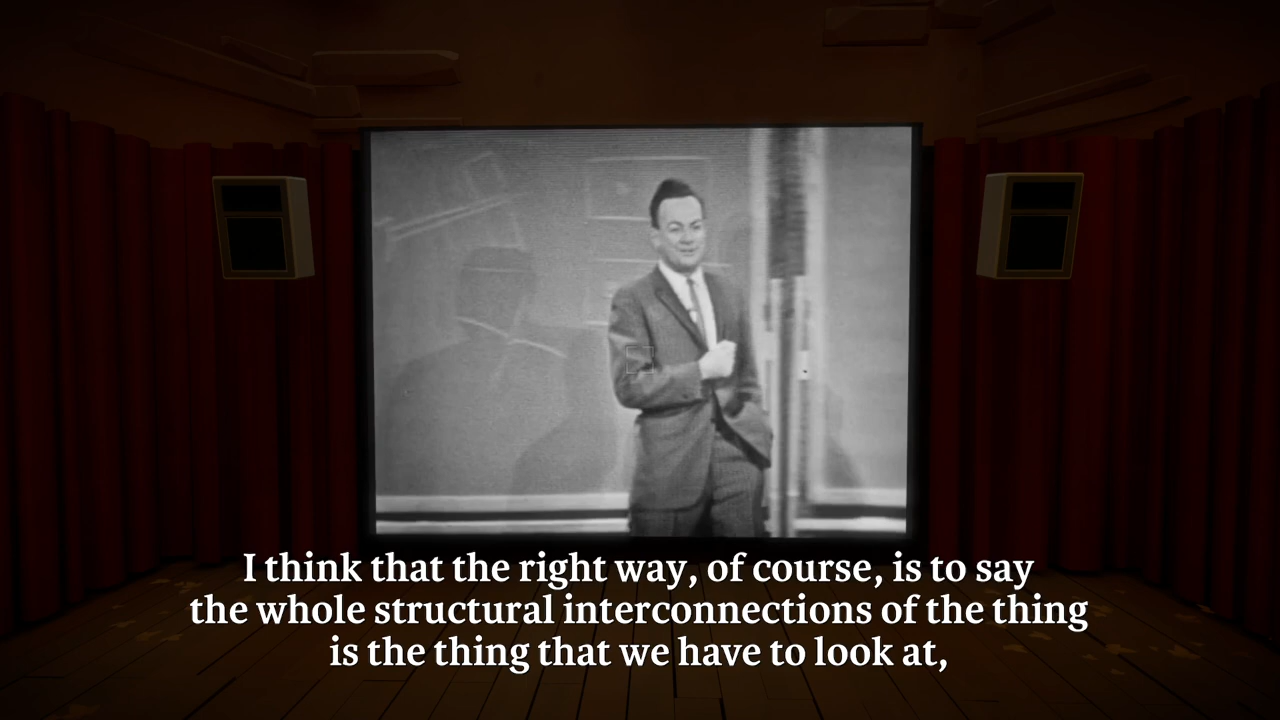 I think that the right way, of course, is to say
the whole structural interconnections of the thing
is the thing that we have to look at,